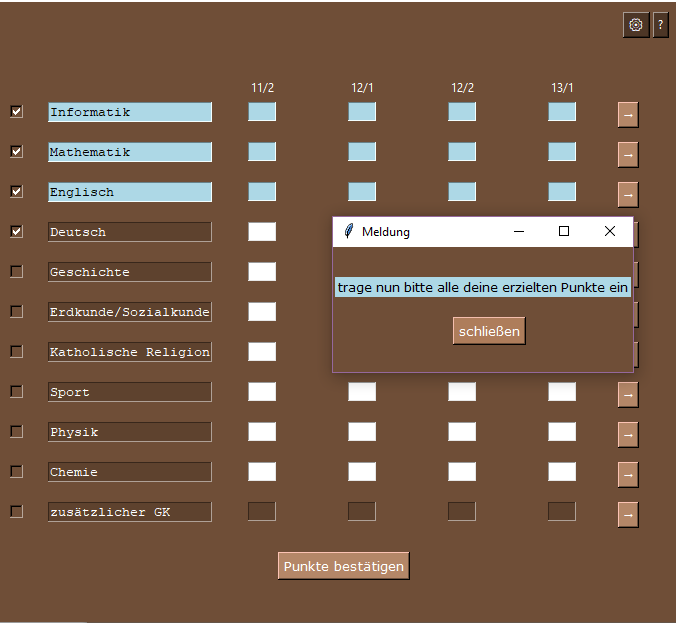 ?
11/2 12/1 12/2 13/1
Informatik →
Mathematik →
Englisch →
Deutsch
Meldung
Geschichte
trage nun bitte alle deine erzielten Punkte ein
Erdkunde/Sozialkunde
schließen
Katholische Religion
Sport →
Physik →
Chemie →
zusätzlicher GK →
Punkte bestätigen